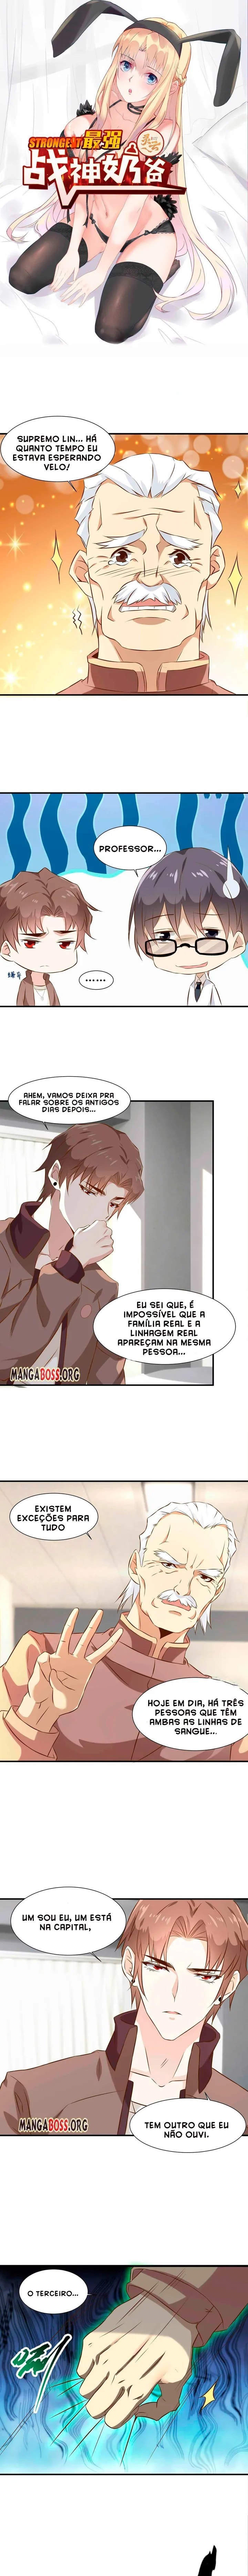 STRONGEST 最强
战神奶爸
SUPREMO LIN... HÁ
QUANTO TEMPO EU
ESTAVA ESPERANDO
VELO!
PROFESSOR...
......
AHEM, VAMOS DEIXA PRA
FALAR SOBRE OS ANTIGOS
DIAS DEPOIS...
EU SEI QUE, É
IMPOSSÍVEL QUE A
FAMÍLIA REAL E A
LINHAGEM REAL
APAREÇAM NA MESMA
PESSOA...
MANGABOSS.ORG
EXISTEM
EXCEÇÕES PARA
TUDO
HOJE EM DIA, HÁ TRÊS
PESSOAS QUE TÊM
AMBAS AS LINHAS DE
SANGUE...
UM SOU EU, UM ESTÁ
NA CAPITAL,
MANGABOSS.ORG
TEM OUTRO QUE EU
NÃO OUVI.
O TERCEIRO...